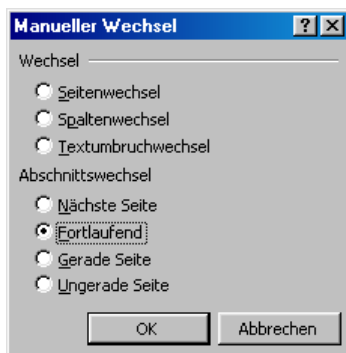 Manueller Wechsel
Wechsel
Seitenwechsel
Spaltenwechsel
Textumbruchwechsel
Abschnittswechsel
Nächste Seite
Fortlaufend
Gerade Seite
Ungerade Seite
OK Abbrechen